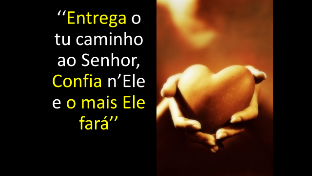 ‘‘Entrega o
tu caminho
ao Senhor,
Confia n’Ele
e o mais Ele
fará’’